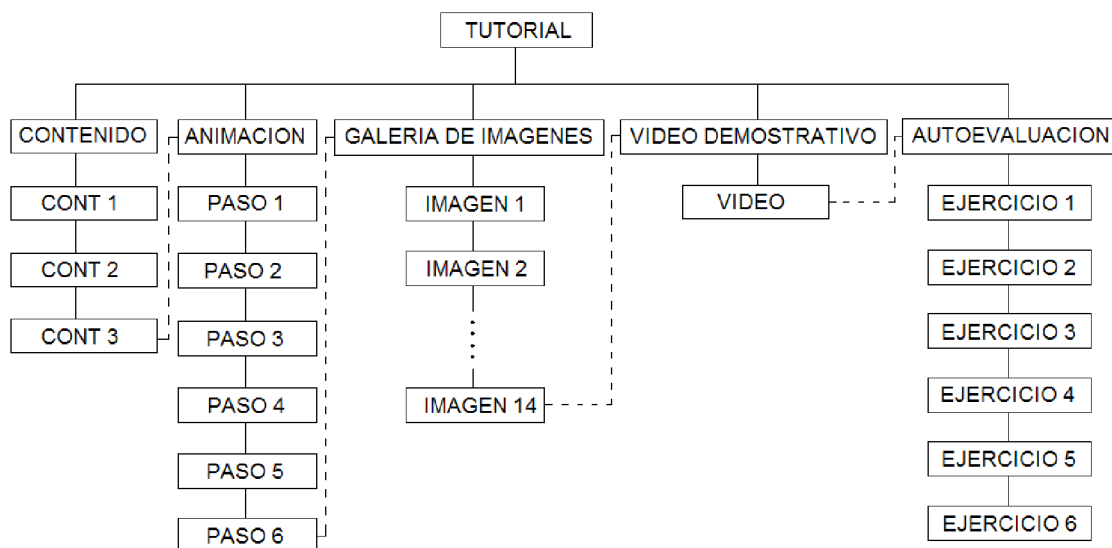 TUTORIAL
CONTENIDO
ANIMACION
GALERIA DE IMAGENES
VIDEO DEMOSTRATIVO
AUTOEVALUACION
CONT 1
PASO 1
IMAGEN 1
VIDEO
EJERCICIO 1
CONT 2
PASO 2
IMAGEN 2
EJERCICIO 2
CONT 3
PASO 3
EJERCICIO 3
PASO 4
IMAGEN 14
EJERCICIO 4
PASO 5
EJERCICIO 5
PASO 6
EJERCICIO 6